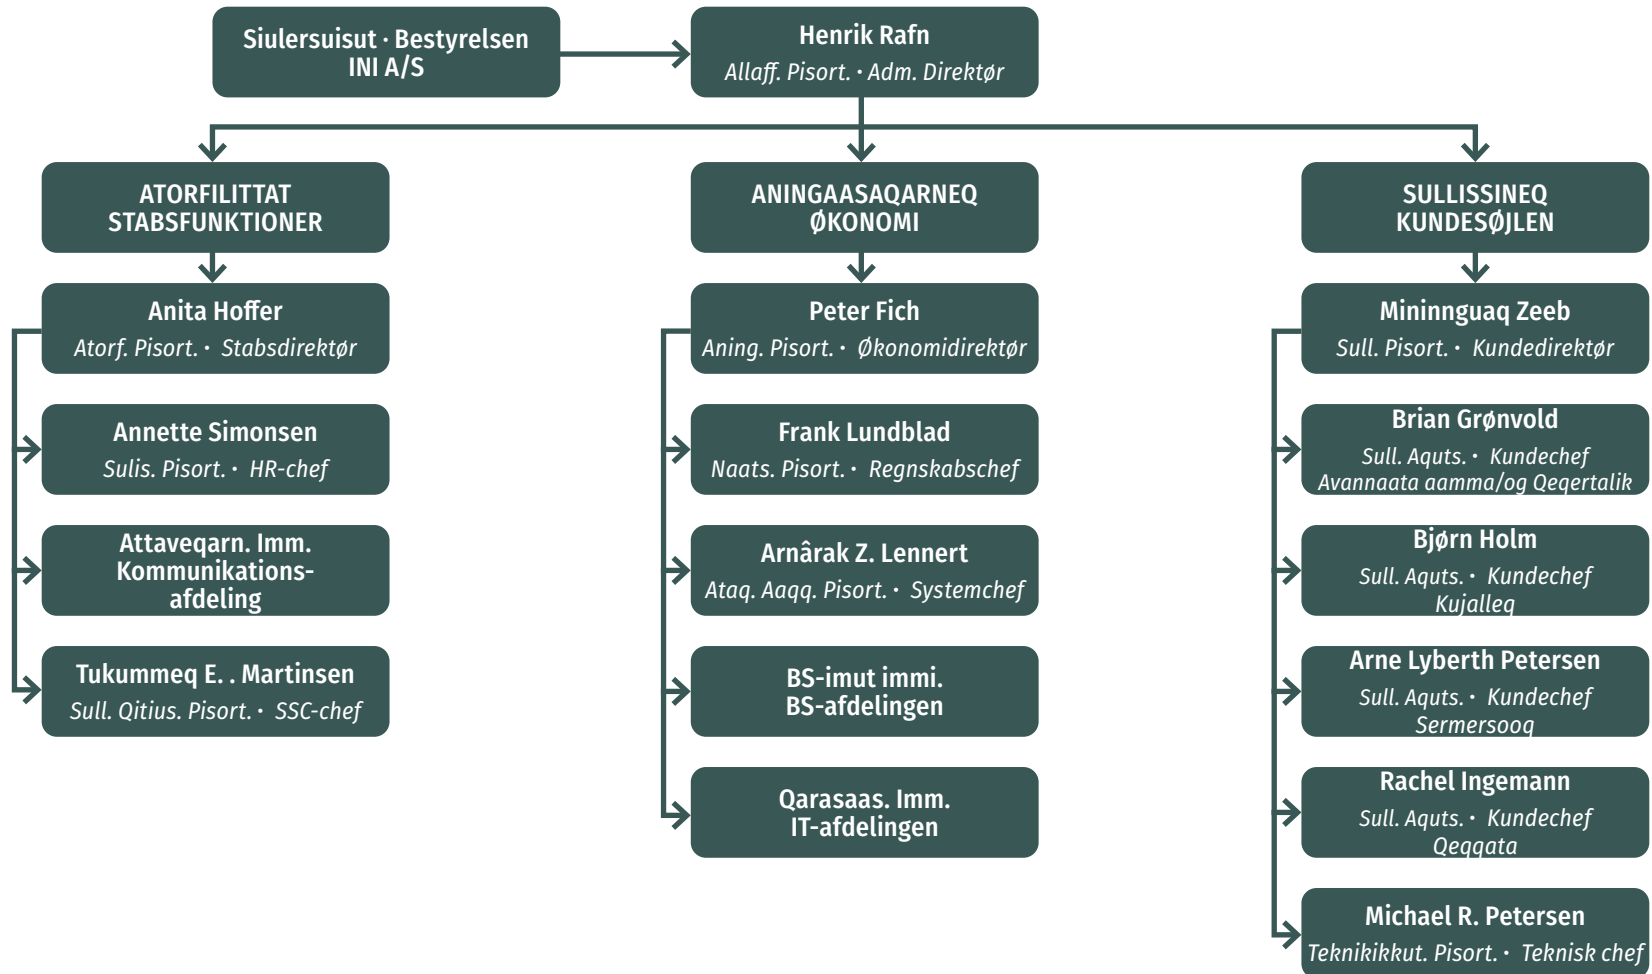 Siulersuisut · Bestyrelsen
INI A/S
Henrik Rafn
Allaff. Pisort. · Adm. Direktør
ATORFILITTAT
STABSFUNKTIONER
Anita Hoffer
Atorf. Pisort. · Stabsdirektør
Annette Simonsen
Sulis. Pisort. · HR-chef
Attaveqarn. Imm.
Kommunikations-
afdeling
Tukummeq E. . Martinsen
Sull. Qitius. Pisort. · SSC-chef
ANINGAASAQARNEQ
ØKONOMI
Peter Fich
Aning. Pisort. · Økonomidirektør
Frank Lundblad
Naats. Pisort. · Regnskabschef
Arnârak Z. Lennert
Ataq. Aaqq. Pisort. · Systemchef
BS-imut immi.
BS-afdelingen
Qarasaas. Imm.
IT-afdelingen
SULLISSINEQ
KUNDESØJLEN
Mininnguaq Zeeb
Sull. Pisort. · Kundedirektør
Brian Grønvold
Sull. Aquts. · Kundechef
Avannaata aamma/og Qeqertalik
Bjørn Holm
Sull. Aquts. · Kundechef
Kujalleq
Arne Lyberth Petersen
Sull. Aquts. · Kundechef
Sermersooq
Rachel Ingemann
Sull. Aquts. · Kundechef
Qeqqata
Michael R. Petersen
Teknikikkut. Pisort. · Teknisk chef